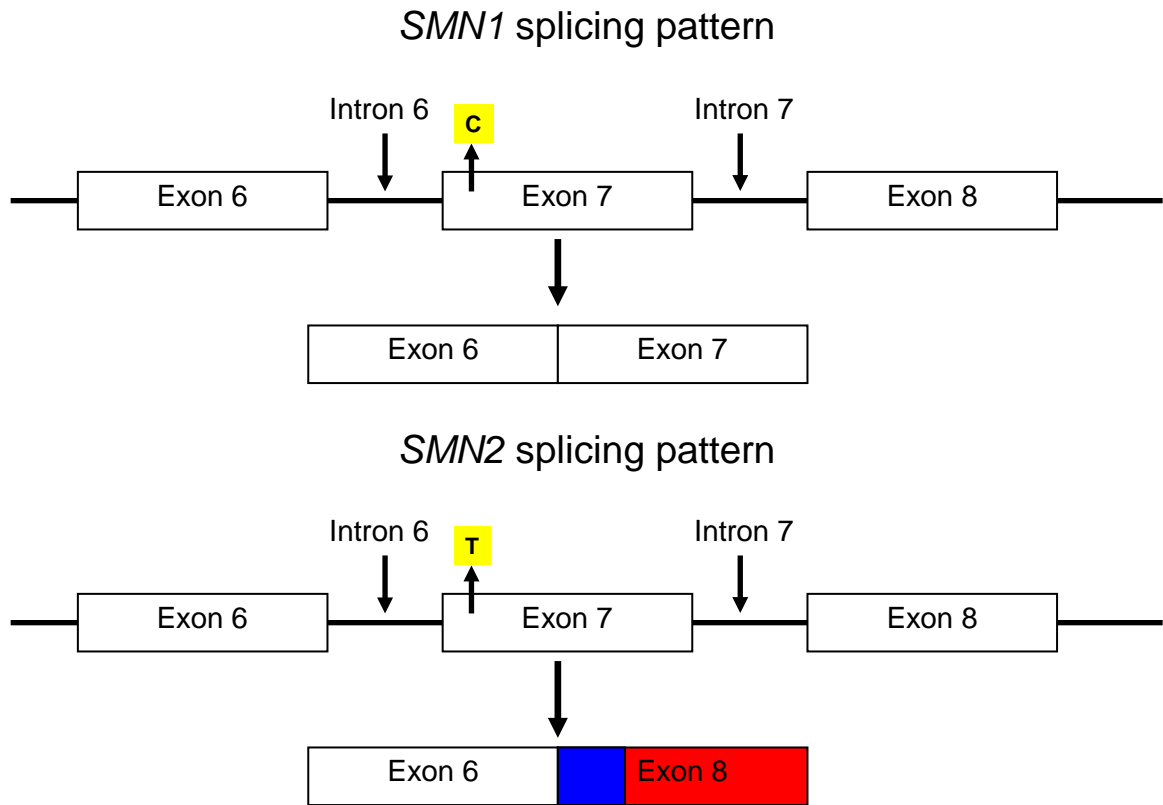 SMN1 splicing pattern
Intron 6 C Intron 7
Exon 6 Exon 7 Exon 8
Exon 6 Exon 7
SMN2 splicing pattern
Intron 6 T Intron 7
Exon 6 Exon 7 Exon 8
Exon 6 Exon 8